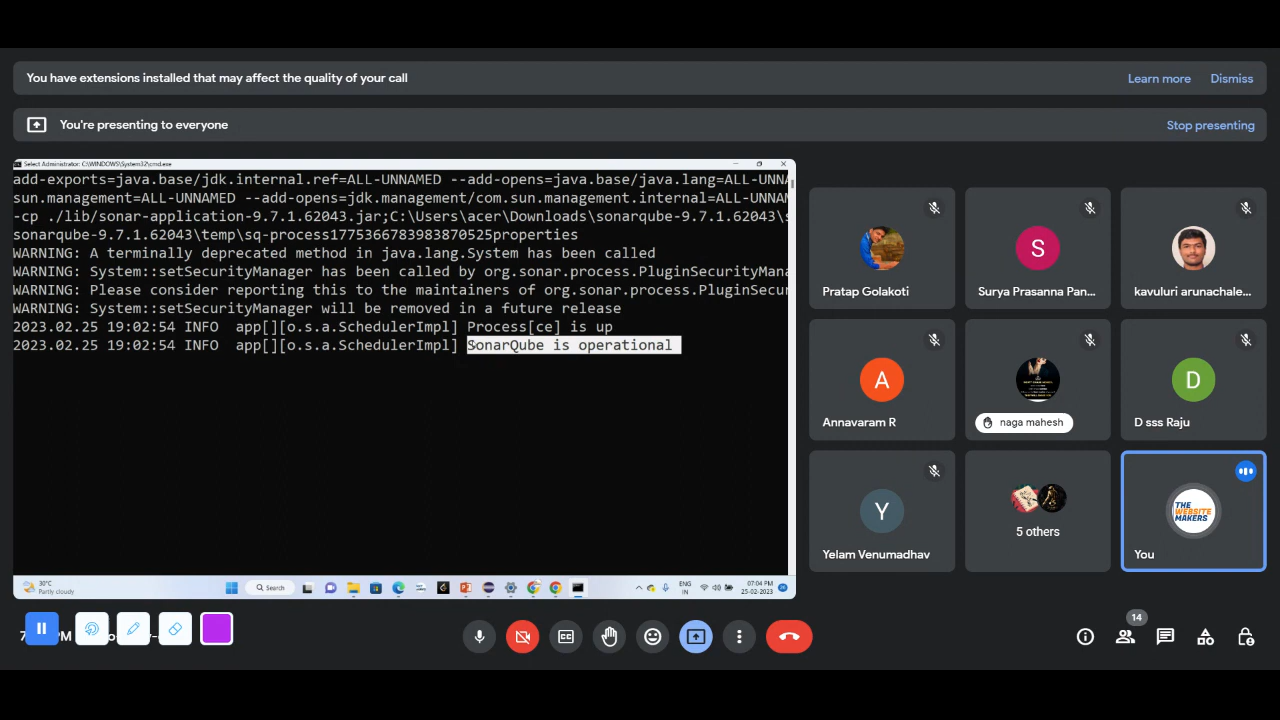 You have extensions installed that may affect the quality of your call
Learn more
Dismiss
You're presenting to everyone
Stop presenting
Select Administrator: C:\WINDOWS\System32\cmd.exe
add-exports=java.base/jdk.internal.ref=ALL-UNNAMED --add-opens=java.base/java.lang=ALL-UNNA
sun.management=ALL-UNNAMED --add-opens=jdk.management/com.sun.management.internal=ALL-UNNAM
-cp ./lib/sonar-application-9.7.1.62043.jar;C:\Users\acer\Downloads\sonarqube-9.7.1.62043\s
sonarqube-9.7.1.62043\temp\sq-process1775366783983870525properties
WARNING: A terminally deprecated method in java.lang.System has been called
WARNING: System::setSecurityManager has been called by org.sonar.process.PluginSecurityMana
WARNING: Please consider reporting this to the maintainers of org.sonar.process.PluginSecur
WARNING: System::setSecurityManager will be removed in a future release
2023.02.25 19:02:54 INFO  app[][o.s.a.SchedulerImpl] Process[ce] is up
2023.02.25 19:02:54 INFO  app[][o.s.a.SchedulerImpl] SonarQube is operational
30°C
Partly cloudy
Search
ENG
IN
07:04 PM
25-02-2023
Pratap Golakoti
S
Surya Prasanna Pan...
kavuluri arunachale...
A
Annavaram R
naga mahesh
D
D sss Raju
Y
Yelam Venumadhav
5 others
THE
WEBSITE
MAKERS
You
14